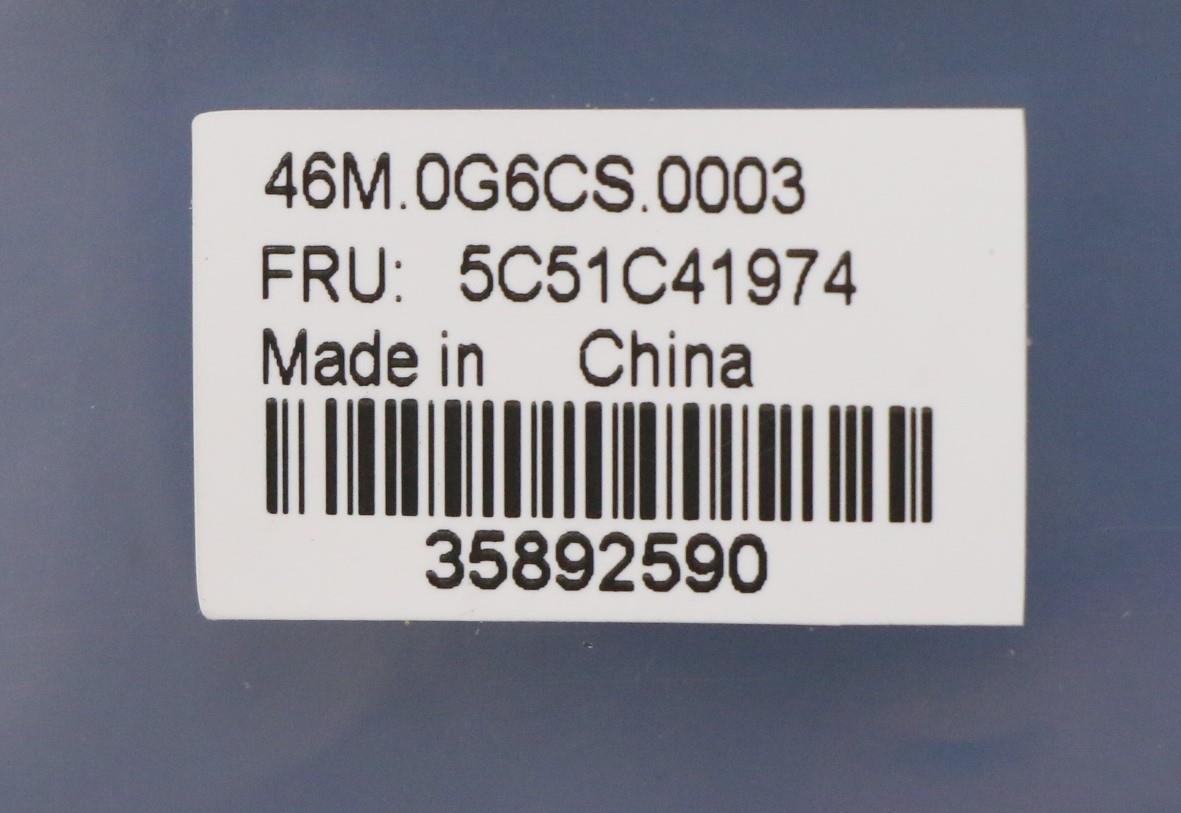 46M.0G6CS.0003
FRU: 5C51C41974
Made in China
35892590